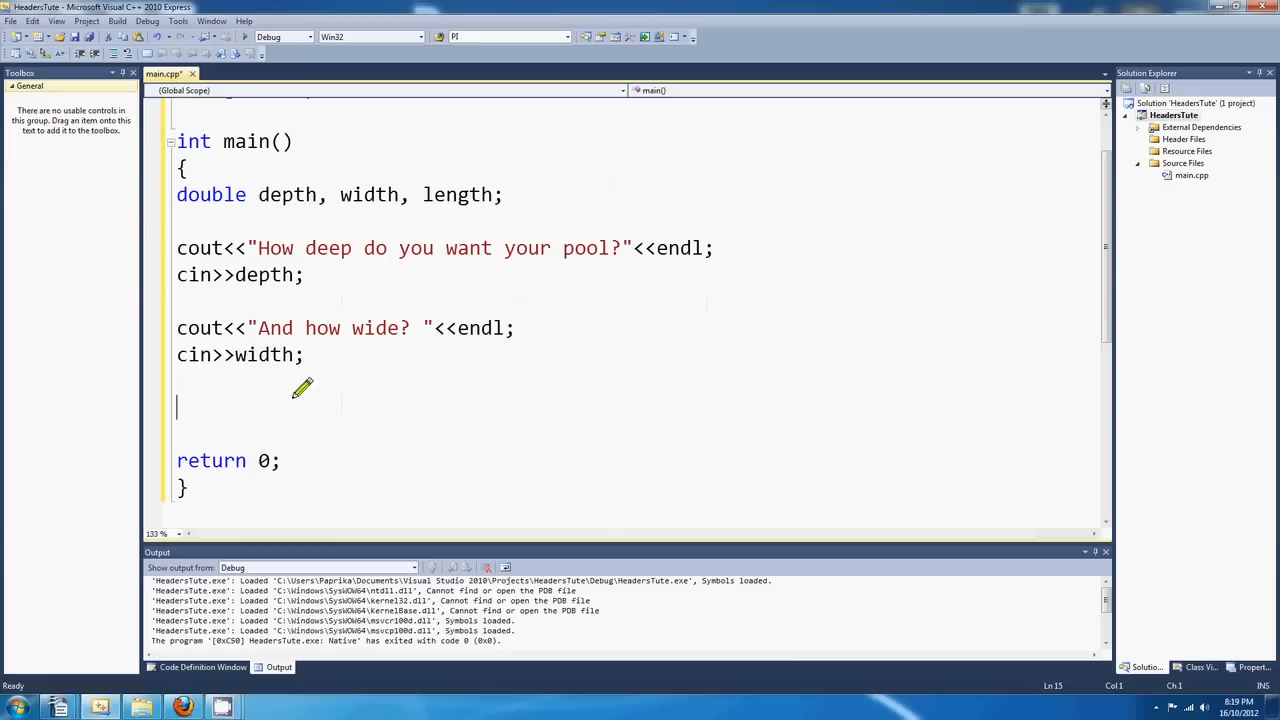 HeadersTute - Microsoft Visual C++ 2010 Express
File Edit View Project Build Debug Tools Window Help
Debug Win32 PI
Toolbox
General
There are no usable controls in
this group. Drag an item onto this
text to add it to the toolbox.
main.cpp*
(Global Scope) main()
int main()
{
double depth, width, length;
cout<<"How deep do you want your pool?"<<endl;
cin>>depth;
cout<<"And how wide? "<<endl;
cin>>width;
return 0;
}
133 %
Solution Explorer
Solution 'HeadersTute' (1 project)
HeadersTute
External Dependencies
Header Files
Resource Files
Source Files
main.cpp
Output
Show output from: Debug
'HeadersTute.exe': Loaded 'C:\Users\Paprika\Documents\Visual Studio 2010\Projects\HeadersTute\Debug\HeadersTute.exe', Symbols loaded.
'HeadersTute.exe': Loaded 'C:\Windows\SysWOW64\ntdll.dll', Cannot find or open the PDB file
'HeadersTute.exe': Loaded 'C:\Windows\SysWOW64\kernel32.dll', Cannot find or open the PDB file
'HeadersTute.exe': Loaded 'C:\Windows\SysWOW64\KernelBase.dll', Cannot find or open the PDB file
'HeadersTute.exe': Loaded 'C:\Windows\SysWOW64\msvcr100d.dll', Symbols loaded.
'HeadersTute.exe': Loaded 'C:\Windows\SysWOW64\msvcp100d.dll', Symbols loaded.
The program '[0xC50] HeadersTute.exe: Native' has exited with code 0 (0x0).
Code Definition Window Output
Solutio... Class Vi... Propert...
Ready Ln 15 Col 1 Ch 1 INS
8:19 PM
16/10/2012